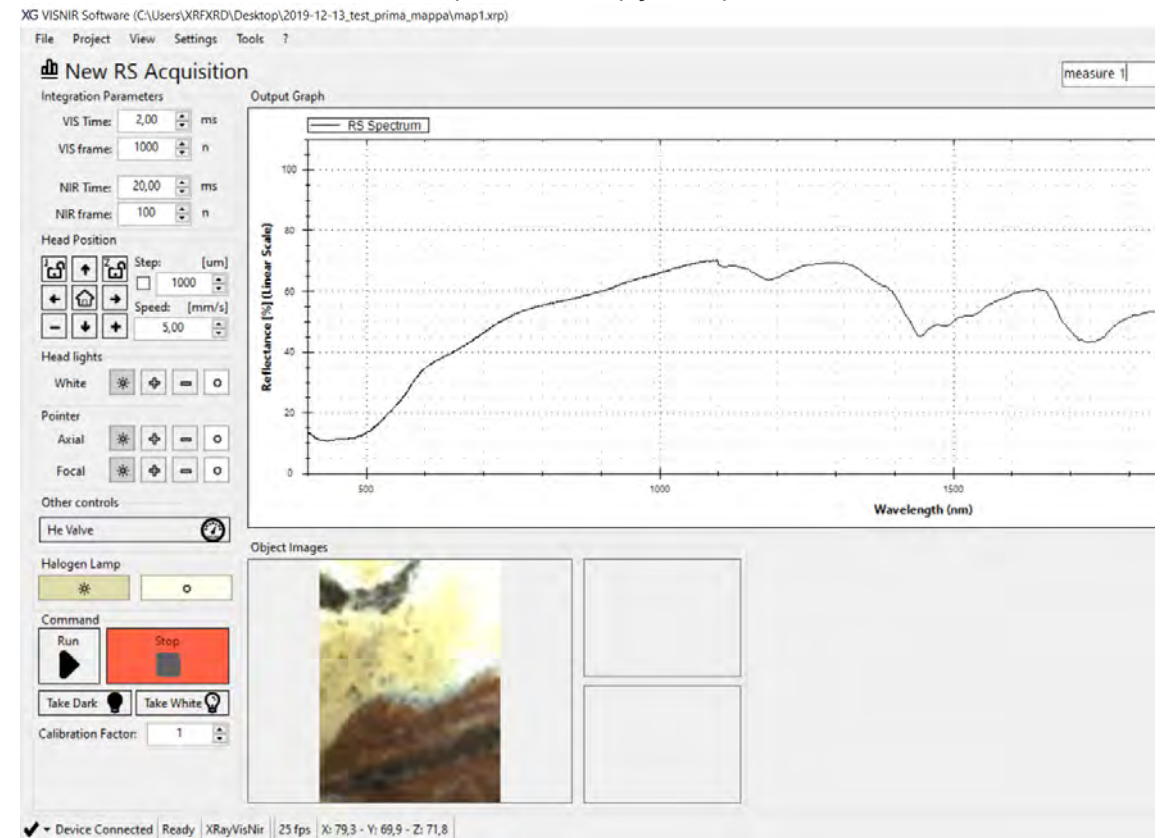 XG VISNIR Software (C:\Users\XRFXRD\Desktop\2019-12-13_test_prima_mappa\map1.xrp)
File Project View Settings Tools ?
New RS Acquisition
measure 1
Integration Parameters
VIS Time: 2,00 ms
VIS frame: 1000 n
NIR Time: 20,00 ms
NIR frame: 100 n
Head Position
1 2 Step: [um]
1000
Speed: [mm/s]
5,00
Head lights
White
Pointer
Axial
Focal
Other controls
He Valve
Halogen Lamp
Command
Run Stop
Take Dark Take White
Calibration Factor: 1
Output Graph
RS Spectrum
Reflectance [%] (Linear Scale)
100
80
60
40
20
0
500 1000 1500
Wavelength (nm)
Object Images
Device Connected Ready XRayVisNir 25 fps X: 79,3 - Y: 69,9 - Z: 71,8